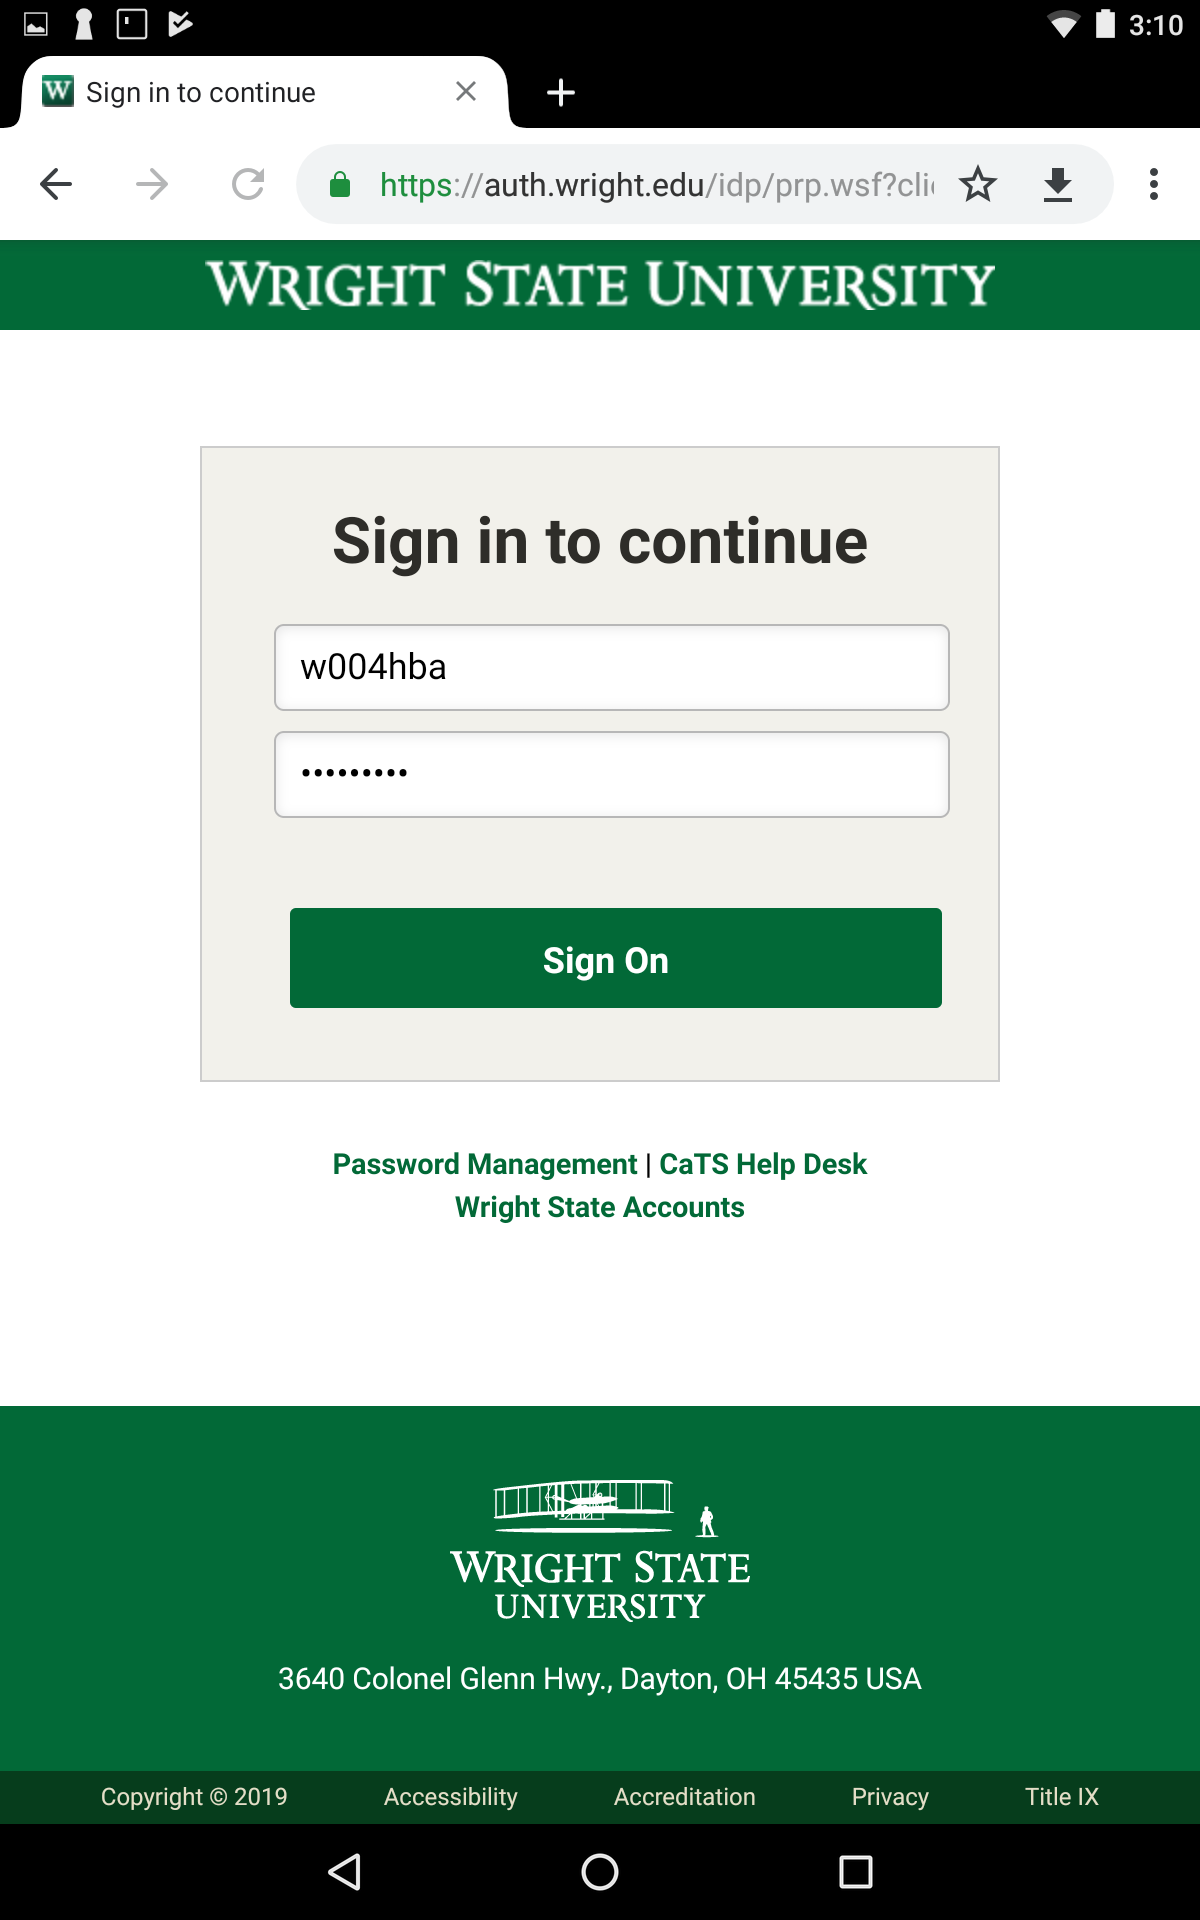 3:10
W Sign in to continue
https://auth.wright.edu/idp/prp.wsf?cli
WRIGHT STATE UNIVERSITY
Sign in to continue
w004hba
•••••••••
Sign On
Password Management | CaTS Help Desk
Wright State Accounts
WRIGHT STATE
UNIVERSITY
3640 Colonel Glenn Hwy., Dayton, OH 45435 USA
Copyright © 2019 Accessibility Accreditation Privacy Title IX